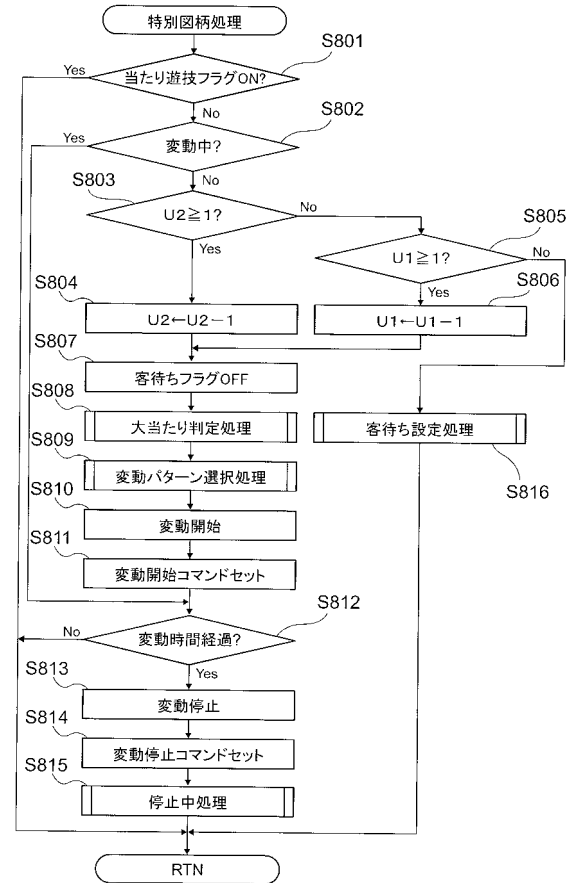 特別図柄処理
S801
Yes
当たり遊技フラグON?
No
S802
Yes
変動中?
S803
No
U2≧1?
No
S805
Yes
U1≧1?
No
S804
Yes
S806
U2←U2－1
U1←U1－1
S807
客待ちフラグOFF
S808
大当たり判定処理
客待ち設定処理
S809
変動パターン選択処理
S816
S810
変動開始
S811
変動開始コマンドセット
S812
No
変動時間経過?
S813
Yes
変動停止
S814
変動停止コマンドセット
S815
停止中処理
RTN